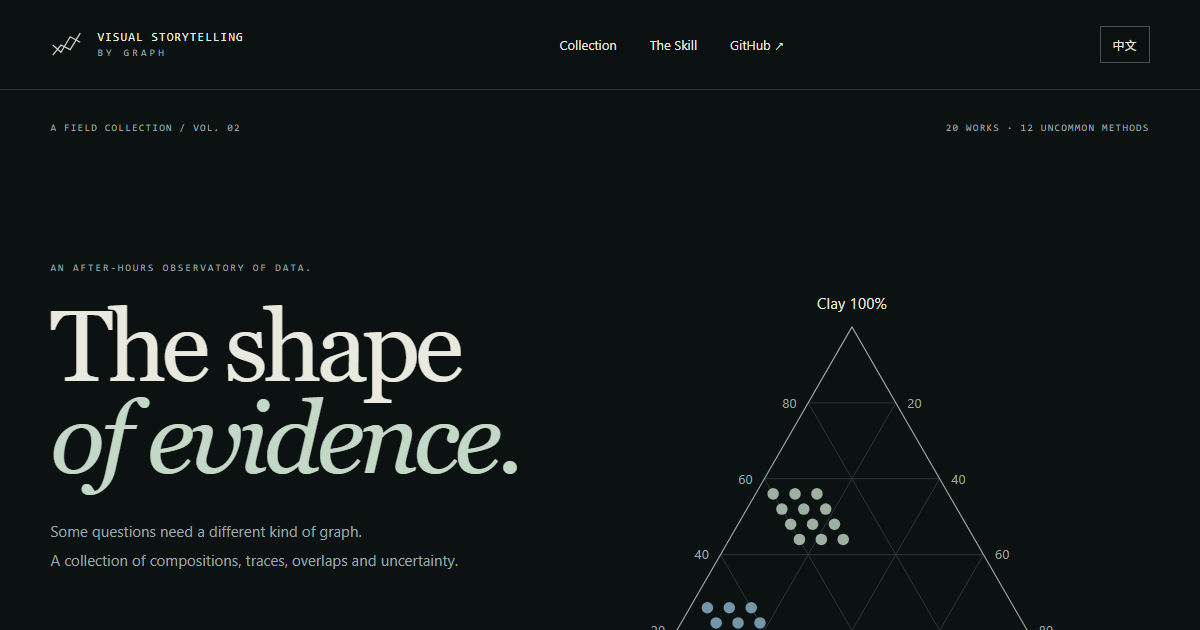 VISUAL STORYTELLING
BY GRAPH
Collection
The Skill
GitHub ↗
中文
A FIELD COLLECTION / VOL. 02
20 WORKS · 12 UNCOMMON METHODS
AN AFTER-HOURS OBSERVATORY OF DATA.
The shape
of evidence.
Some questions need a different kind of graph.
A collection of compositions, traces, overlaps and uncertainty.
Clay 100%
80
20
60
40
40
60
20
80